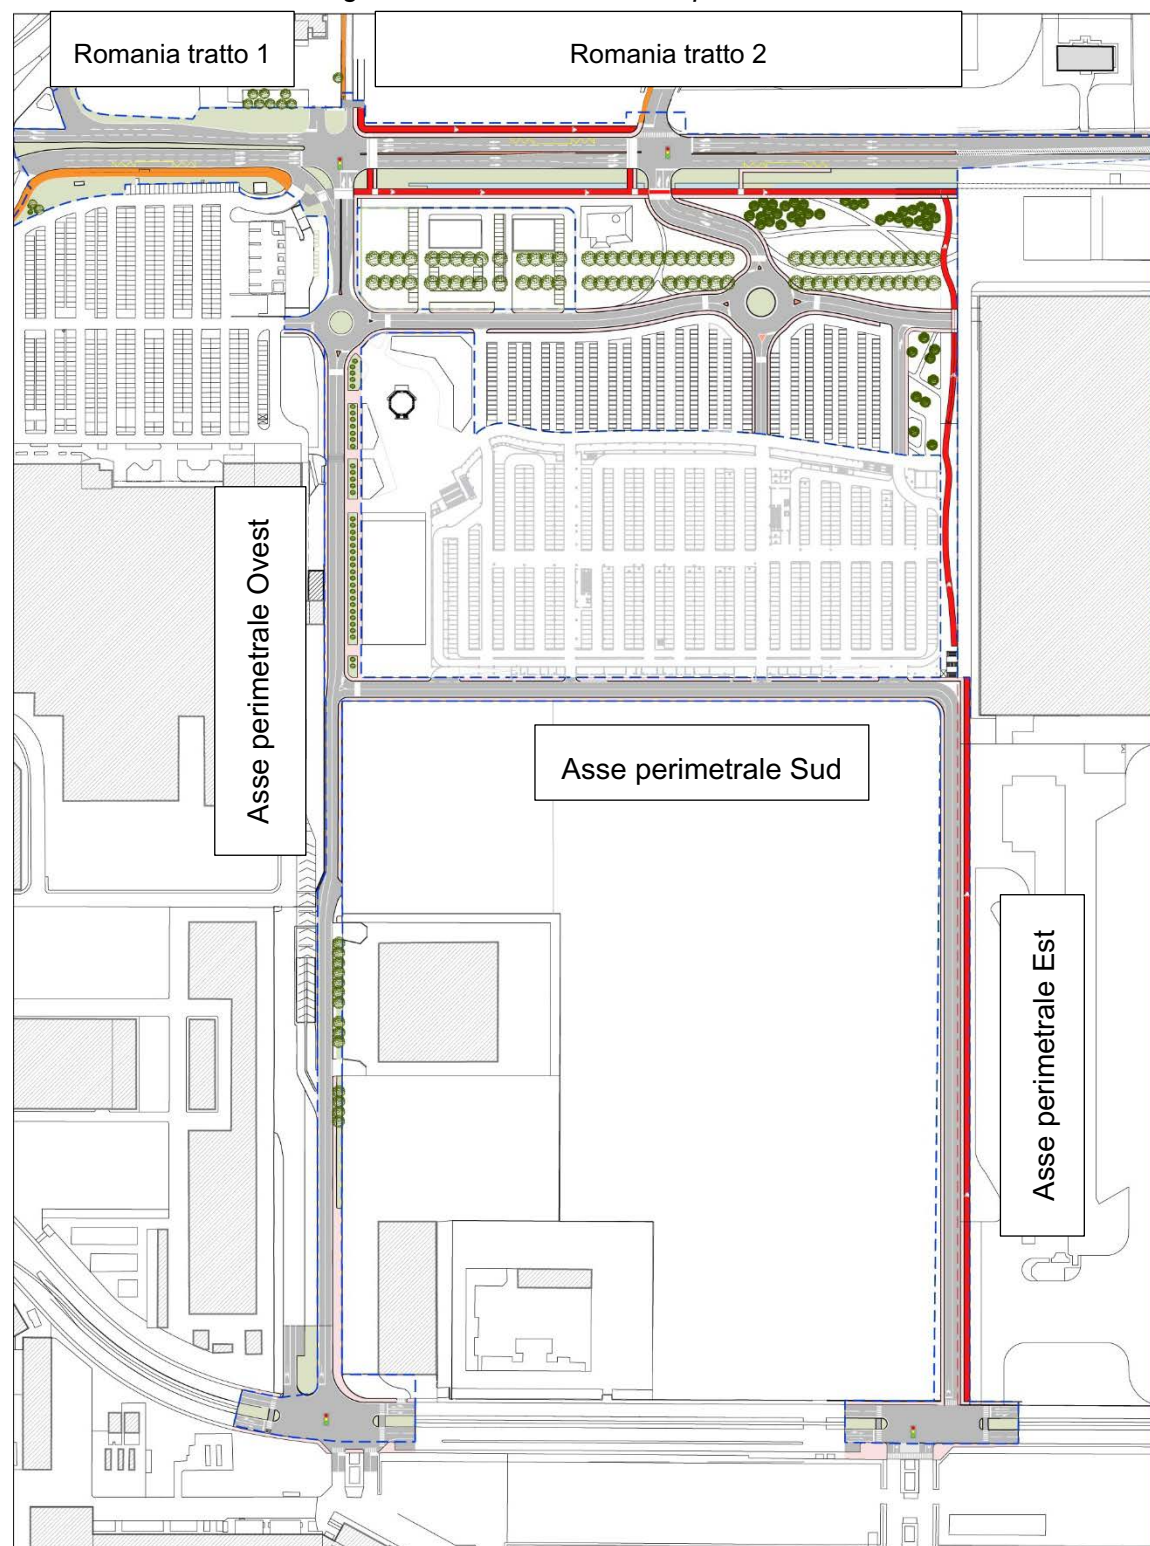 Romania tratto 1
Romania tratto 2
Asse perimetrale Ovest
Asse perimetrale Sud
Asse perimetrale Est